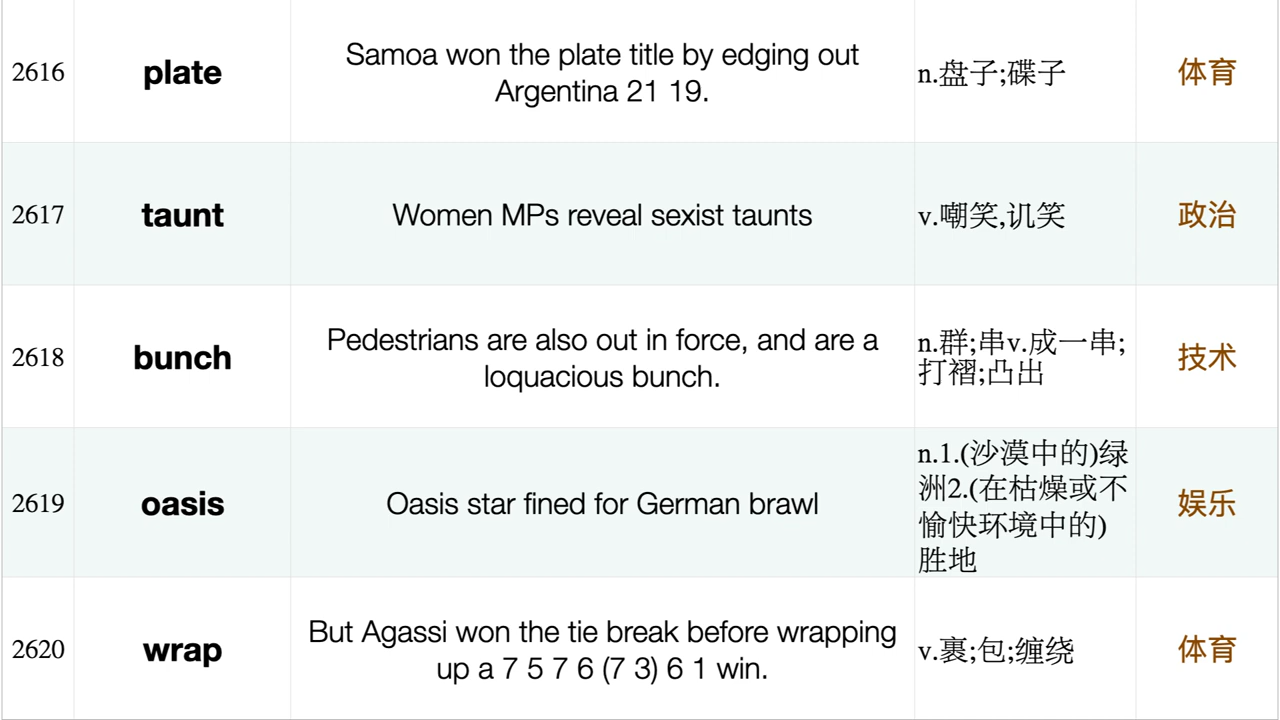 2616
plate
Samoa won the plate title by edging out
Argentina 21 19.
n.盘子;碟子
体育
2617
taunt
Women MPs reveal sexist taunts
v.嘲笑,讥笑
政治
2618
bunch
Pedestrians are also out in force, and are a
loquacious bunch.
n.群;串v.成一串;
打褶;凸出
技术
2619
oasis
Oasis star fined for German brawl
n.1.(沙漠中的)绿
洲2.(在枯燥或不
愉快环境中的)
胜地
娱乐
2620
wrap
But Agassi won the tie break before wrapping
up a 7 5 7 6 (7 3) 6 1 win.
v.裹;包;缠绕
体育